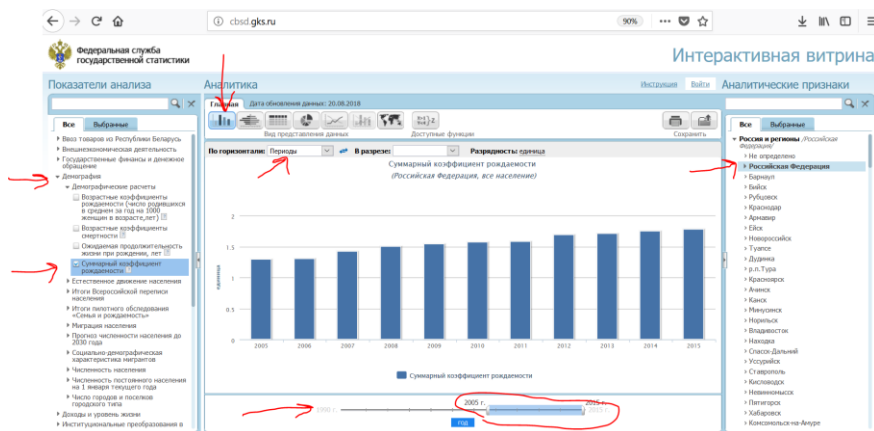 cbsd.gks.ru
90%
Федеральная служба
государственной статистики
Интерактивная витрина
Показатели анализа
Аналитика
Инструкция
Войти
Аналитические признаки
Главная
Дата обновления данных: 20.08.2018
Вид представления данных
Доступные функции
Сохранить
Все
Выбранные
Ввоз товаров из Республики Беларусь
Внешнеэкономическая деятельность
Государственные финансы и денежное
обращение
Демография
Демографические расчеты
Возрастные коэффициенты
рождаемости (число родившихся
в среднем за год на 1000
женщин в возрасте,лет)
Возрастные коэффициенты
смертности
Ожидаемая продолжительность
жизни при рождении, лет
Суммарный коэффициент
рождаемости
Естественное движение населения
Итоги Всероссийской переписи
населения
Итоги пилотного обследования
«Семья и рождаемость»
Миграция населения
Прогноз численности населения до
2030 года
Социально-демографическая
характеристика мигрантов
Численность населения
Численность постоянного населения
на 1 января текущего года
Число городов и поселков
городского типа
Доходы и уровень жизни
Институциональные преобразования в
По горизонтали: Периоды
В разрезе:
Разрядность: единица
Суммарный коэффициент рождаемости
(Российская Федерация, все население)
единица
2
1.5
1
0.5
0
2005 2006 2007 2008 2009 2010 2011 2012 2013 2014 2015
Суммарный коэффициент рождаемости
2005 г.
2015 г.
1990 г.
2015 г.
год
Все
Выбранные
Россия и регионы /Российская
Федерация/
Не определено
Российская Федерация
Барнаул
Бийск
Рубцовск
Краснодар
Армавир
Ейск
Новороссийск
Туапсе
Дудинка
р.п.Тура
Красноярск
Ачинск
Канск
Минусинск
Норильск
Владивосток
Находка
Спасск-Дальний
Уссурийск
Ставрополь
Кисловодск
Невинномысск
Пятигорск
Хабаровск
Комсомольск-на-Амуре